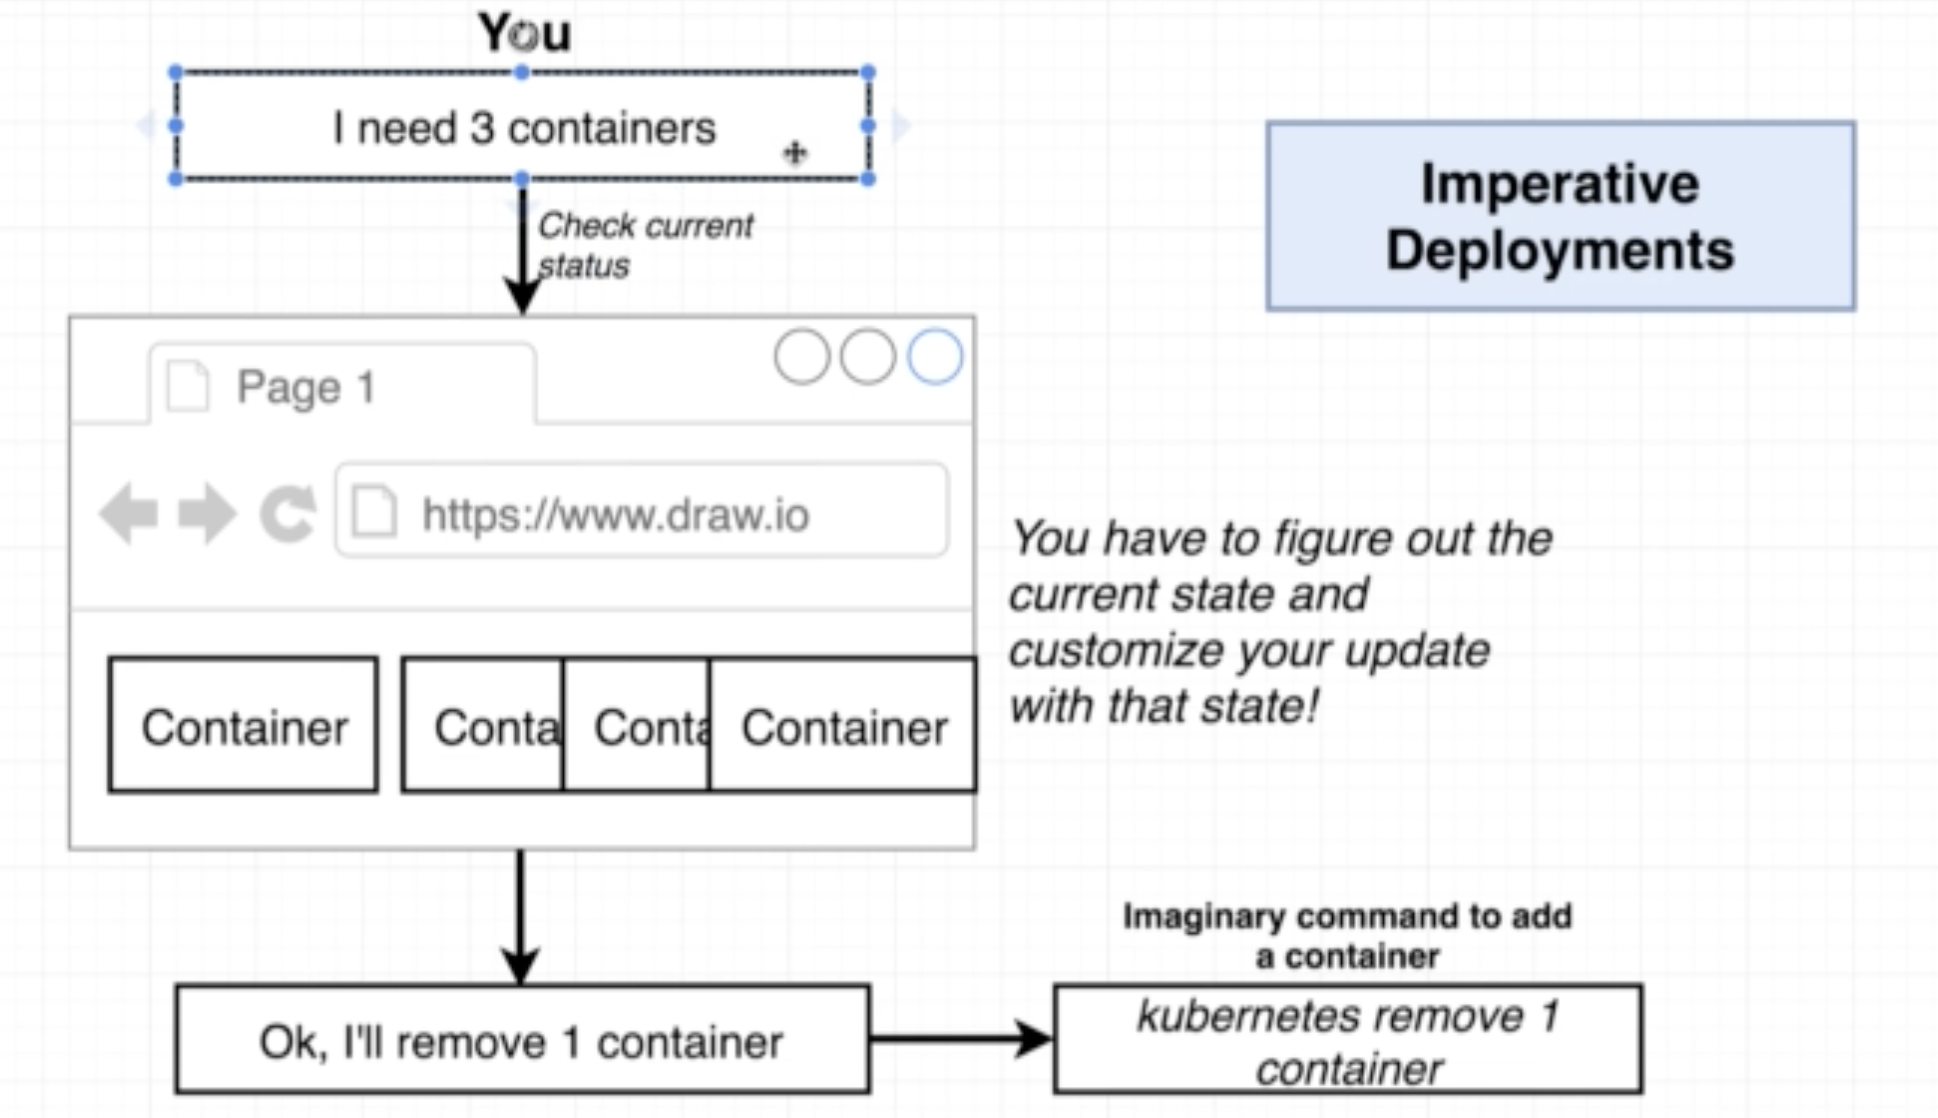 You
I need 3 containers
Check current
status
Imperative
Deployments
Page 1
https://www.draw.io
You have to figure out the
current state and
customize your update
with that state!
Container
Conta
Conta
Container
Imaginary command to add
a container
Ok, I'll remove 1 container
kubernetes remove 1
container